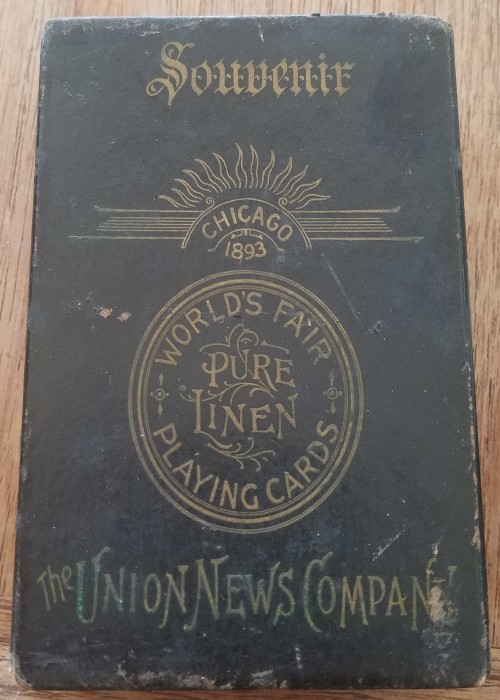 Souvenir
CHICAGO
1893
WORLD'S FAIR
PURE
LINEN
PLAYING CARDS
The UNION NEWS COMPANY